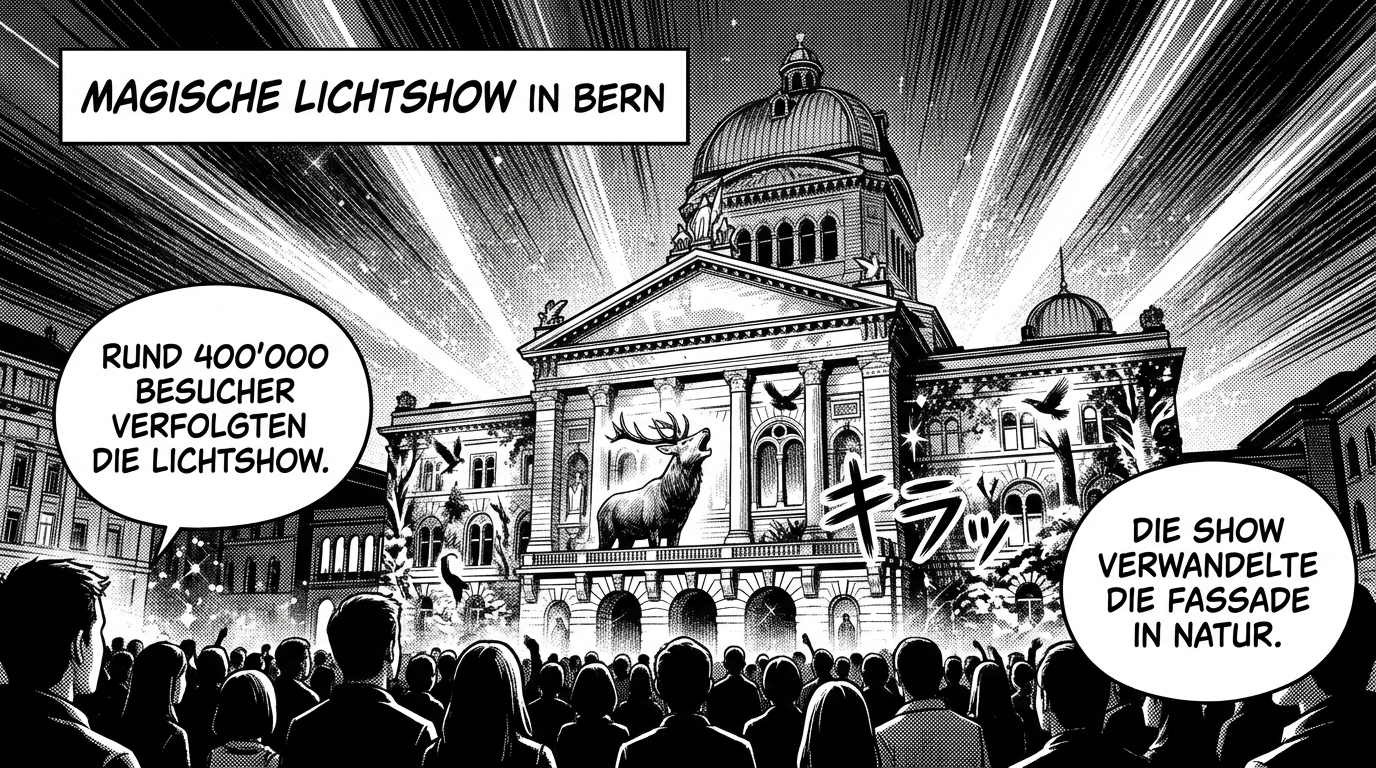 MAGISCHE LICHTSHOW IN BERN
RUND 400'000
BESUCHER
VERFOLGTEN
DIE LICHTSHOW.
キラッ
DIE SHOW
VERWANDELTE
DIE FASSADE
IN NATUR.